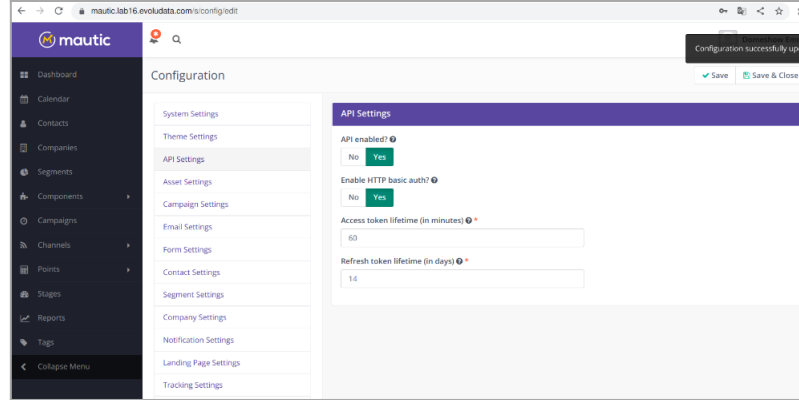 mautic.lab16.evoludata.com/s/config/edit
mautic
Configuration successfully up
Dashboard
Calendar
Contacts
Companies
Segments
Components
Campaigns
Channels
Points
Stages
Reports
Tags
Collapse Menu
Configuration
Save
Save & Close
System Settings
Theme Settings
API Settings
Asset Settings
Campaign Settings
Email Settings
Form Settings
Contact Settings
Segment Settings
Company Settings
Notification Settings
Landing Page Settings
Tracking Settings
API Settings
API enabled?
No Yes
Enable HTTP basic auth?
No Yes
Access token lifetime (in minutes) *
60
Refresh token lifetime (in days) *
14